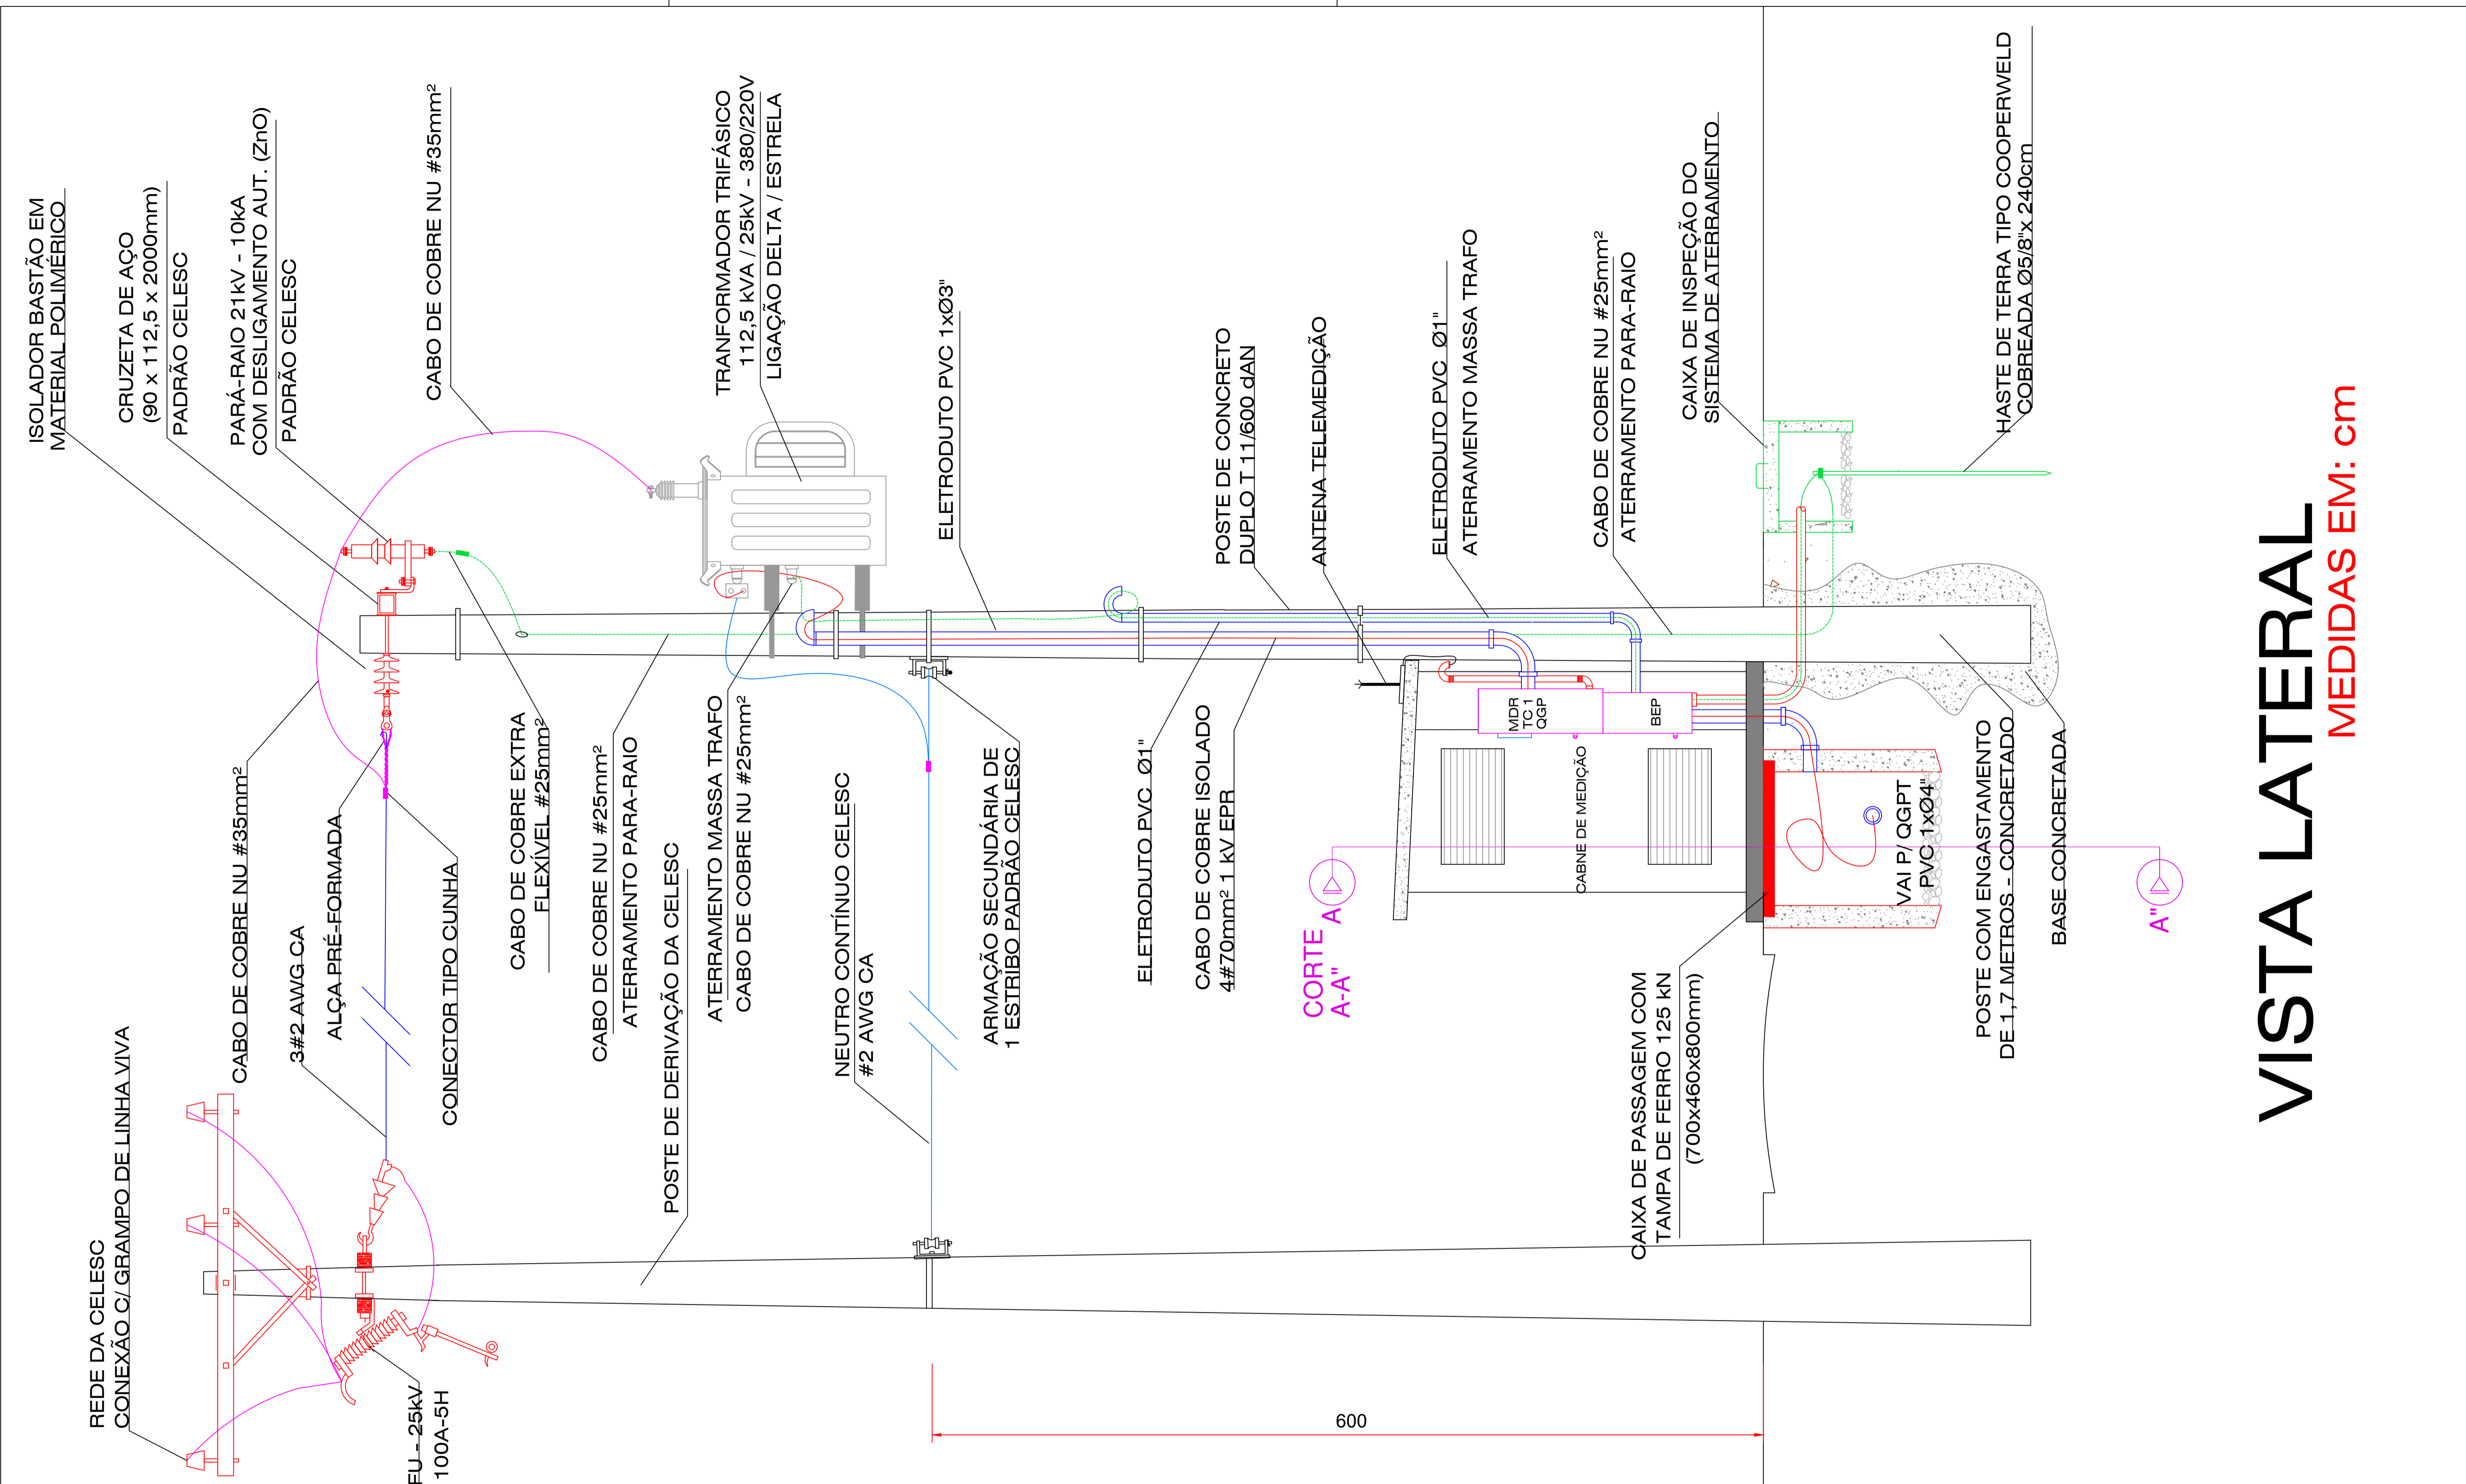 REDE DA CELESC
CONEXÃO C/ GRAMPO DE LINHA VIVA
FU - 25kV
100A-5H
ISOLADOR BASTÃO EM
MATERIAL POLIMÉRICO
CRUZETA DE AÇO
(90 x 112,5 x 2000mm)
PADRÃO CELESC
PARÁ-RAIO 21kV - 10kA
COM DESLIGAMENTO AUT. (ZnO)
PADRÃO CELESC
CABO DE COBRE NU #35mm²
CABO DE COBRE NU #35mm²
3#2 AWG CA
ALÇA PRÉ-FORMADA
CONECTOR TIPO CUNHA
CABO DE COBRE EXTRA
FLEXÍVEL #25mm²
CABO DE COBRE NU #25mm²
ATERRAMENTO PARA-RAIO
POSTE DE DERIVAÇÃO DA CELESC
TRANFORMADOR TRIFÁSICO
112,5 kVA / 25kV - 380/220V
LIGAÇÃO DELTA / ESTRELA
ATERRAMENTO MASSA TRAFO
CABO DE COBRE NU #25mm²
NEUTRO CONTÍNUO CELESC
#2 AWG CA
ELETRODUTO PVC 1xØ3"
ARMAÇÃO SECUNDÁRIA DE
1 ESTRIBO PADRÃO CELESC
ELETRODUTO PVC Ø1"
CABO DE COBRE ISOLADO
4#70mm² 1 kV EPR
POSTE DE CONCRETO
DUPLO T 11/600 dAN
ANTENA TELEMEDIÇÃO
ELETRODUTO PVC Ø1"
ATERRAMENTO MASSA TRAFO
CABO DE COBRE NU #25mm²
ATERRAMENTO PARA-RAIO
CORTE
A-A"
A
A"
MDR
TC 1
QGP
BEP
CABNE DE MEDIÇÃO
600
CAIXA DE INSPEÇÃO DO
SISTEMA DE ATERRAMENTO
CAIXA DE PASSAGEM COM
TAMPA DE FERRO 125 kN
(700x460x800mm)
VAI P/ QGPT
PVC 1xØ4"
HASTE DE TERRA TIPO COOPERWELD
COBREADA Ø5/8"x 240cm
POSTE COM ENGASTAMENTO
DE 1,7 METROS - CONCRETADO
BASE CONCRETADA
VISTA LATERAL
MEDIDAS EM: cm